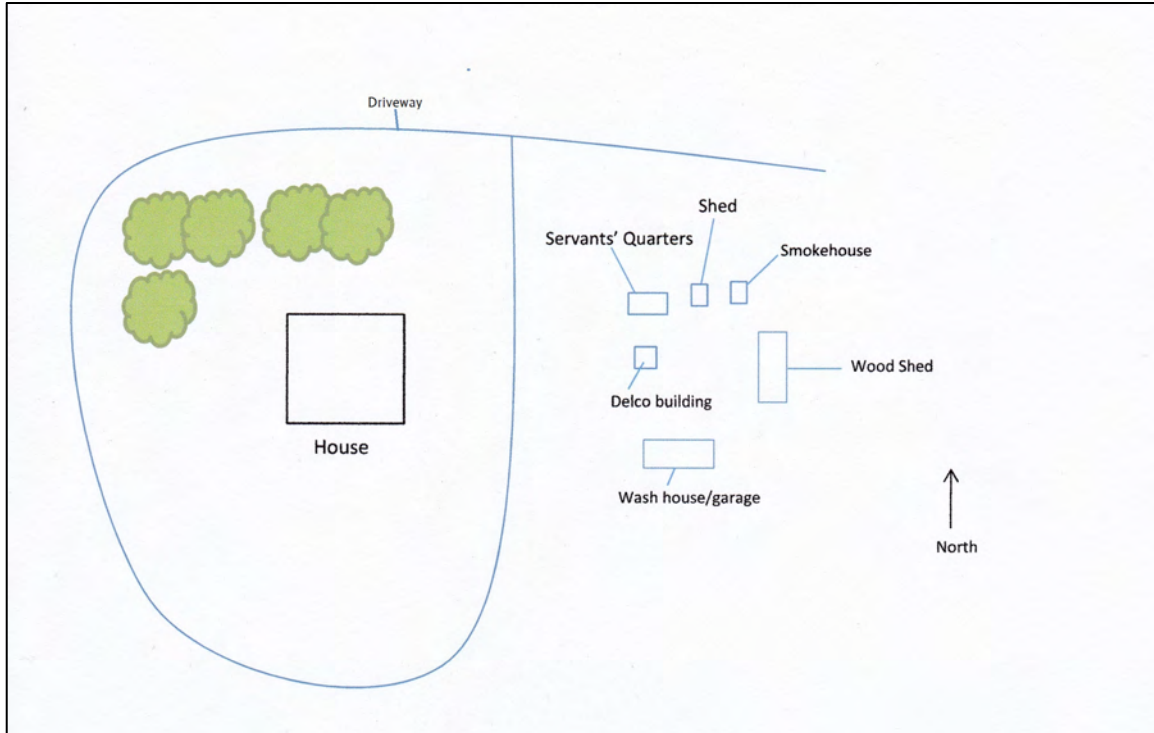 Driveway
Shed
Servants’ Quarters
Smokehouse
Wood Shed
Delco building
House
Wash house/garage
North